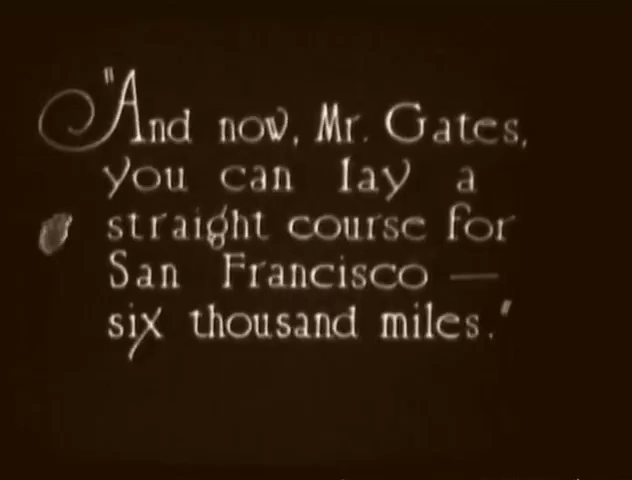 "And now, Mr. Gates,
you can lay a
straight course for
San Francisco —
six thousand miles."